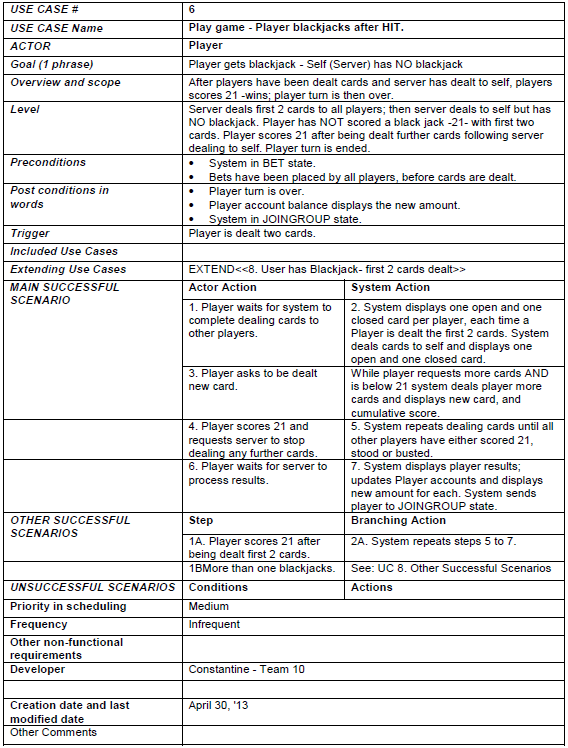 USE CASE # 6
USE CASE Name Play game - Player blackjacks after HIT.
ACTOR Player
Goal (1 phrase) Player gets blackjack - Self (Server) has NO blackjack
Overview and scope After players have been dealt cards and server has dealt to self, players
scores 21 -wins; player turn is then over.
Level Server deals first 2 cards to all players; then server deals to self but has
NO blackjack. Player has NOT scored a black jack -21- with first two
cards. Player scores 21 after being dealt further cards following server
dealing to self. Player turn is ended.
Preconditions • System in BET state.
• Bets have been placed by all players, before cards are dealt.
Post conditions in • Player turn is over.
words • Player account balance displays the new amount.
• System in JOINGROUP state.
Trigger Player is dealt two cards.
Included Use Cases
Extending Use Cases EXTEND<<8. User has Blackjack- first 2 cards dealt>>
MAIN SUCCESSFUL Actor Action System Action
SCENARIO
1. Player waits for system to 2. System displays one open and one
complete dealing cards to closed card per player, each time a
other players. Player is dealt the first 2 cards. System
deals cards to self and displays one
open and one closed card.
3. Player asks to be dealt While player requests more cards AND
new card. is below 21 system deals player more
cards and displays new card, and
cumulative score.
4. Player scores 21 and 5. System repeats dealing cards until all
requests server to stop other players have either scored 21,
dealing any further cards. stood or busted.
6. Player waits for server to 7. System displays player results;
process results. updates Player accounts and displays
new amount for each. System sends
player to JOINGROUP state.
OTHER SUCCESSFUL Step Branching Action
SCENARIOS
1A. Player scores 21 after 2A. System repeats steps 5 to 7.
being dealt first 2 cards.
1BMore than one blackjacks. See: UC 8. Other Successful Scenarios
UNSUCCESSFUL SCENARIOS Conditions Actions
Priority in scheduling Medium
Frequency Infrequent
Other non-functional
requirements
Developer Constantine - Team 10
Creation date and last April 30, '13
modified date
Other Comments